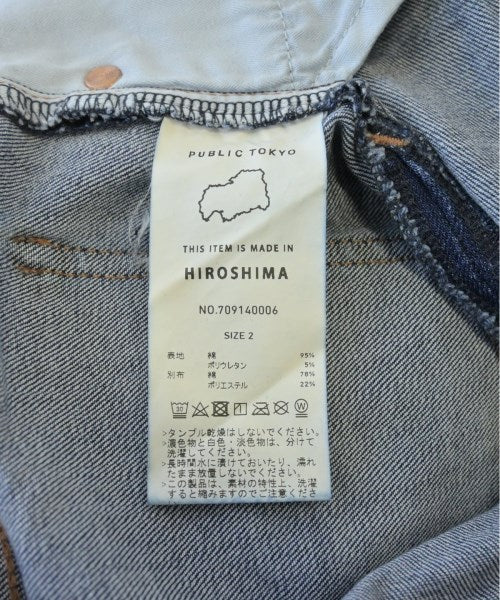 PUBLIC TOKYO
THIS ITEM IS MADE IN
HIROSHIMA
NO.709140006
SIZE 2
表地 綿 95%
ポリウレタン 5%
別布 綿 78%
ポリエステル 22%
>タンブル乾燥はしないでください。
>濃色物と白色・淡色物は、分けて
洗濯してください。
>長時間水に漬けておいたり、濡れ
たまま放置しないでください。
>この製品は、素材の特性上、洗濯
すると縮みますのでご注意くださ